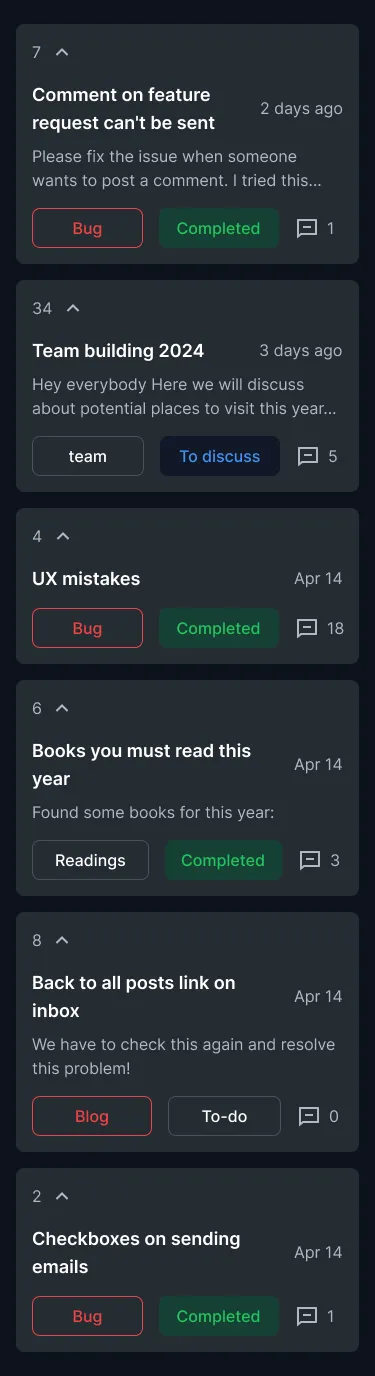 7
Comment on feature
request can't be sent
2 days ago
Please fix the issue when someone
wants to post a comment. I tried this...
Bug Completed 1
34
Team building 2024 3 days ago
Hey everybody Here we will discuss
about potential places to visit this year...
team To discuss 5
4
UX mistakes Apr 14
Bug Completed 18
6
Books you must read this
year
Apr 14
Found some books for this year:
Readings Completed 3
8
Back to all posts link on
inbox
Apr 14
We have to check this again and resolve
this problem!
Blog To-do 0
2
Checkboxes on sending
emails
Apr 14
Bug Completed 1